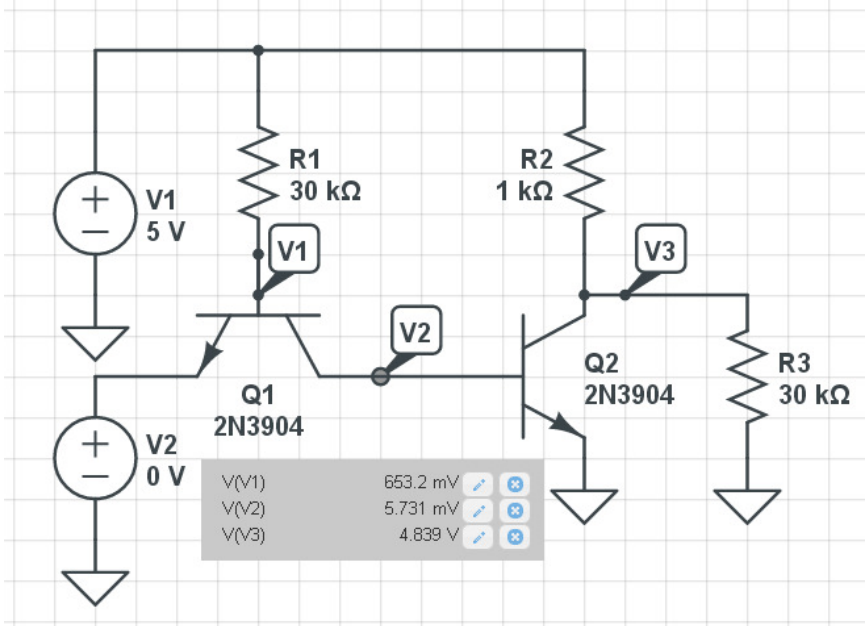 R1
30 kΩ
R2
1 kΩ
V1
5 V
V1
V3
V2
Q1
2N3904
Q2
2N3904
R3
30 kΩ
V2
0 V
V(V1) 653.2 mV
V(V2) 5.731 mV
V(V3) 4.839 V